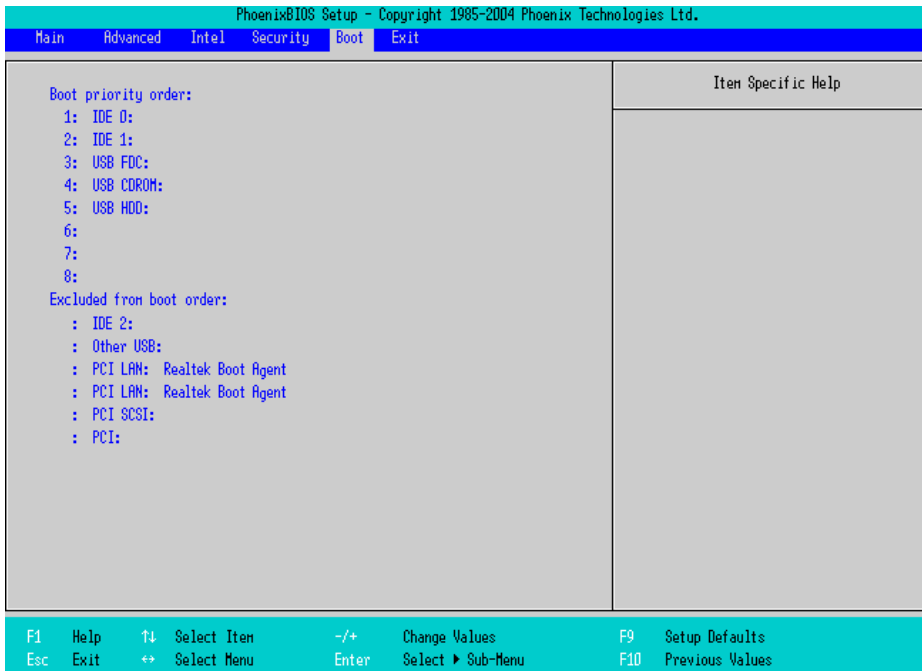 PhoenixBIOS Setup - Copyright 1985-2004 Phoenix Technologies Ltd.
Main Advanced Intel Security Boot Exit
Item Specific Help
Boot priority order:
1: IDE 0:
2: IDE 1:
3: USB FDC:
4: USB CDROM:
5: USB HDD:
6:
7:
8:
Excluded from boot order:
: IDE 2:
: Other USB:
: PCI LAN: Realtek Boot Agent
: PCI LAN: Realtek Boot Agent
: PCI SCSI:
: PCI:
F1 Help ↑↓ Select Item -/+ Change Values F9 Setup Defaults
Esc Exit ↔ Select Menu Enter Select ▶ Sub-Menu F10 Previous Values